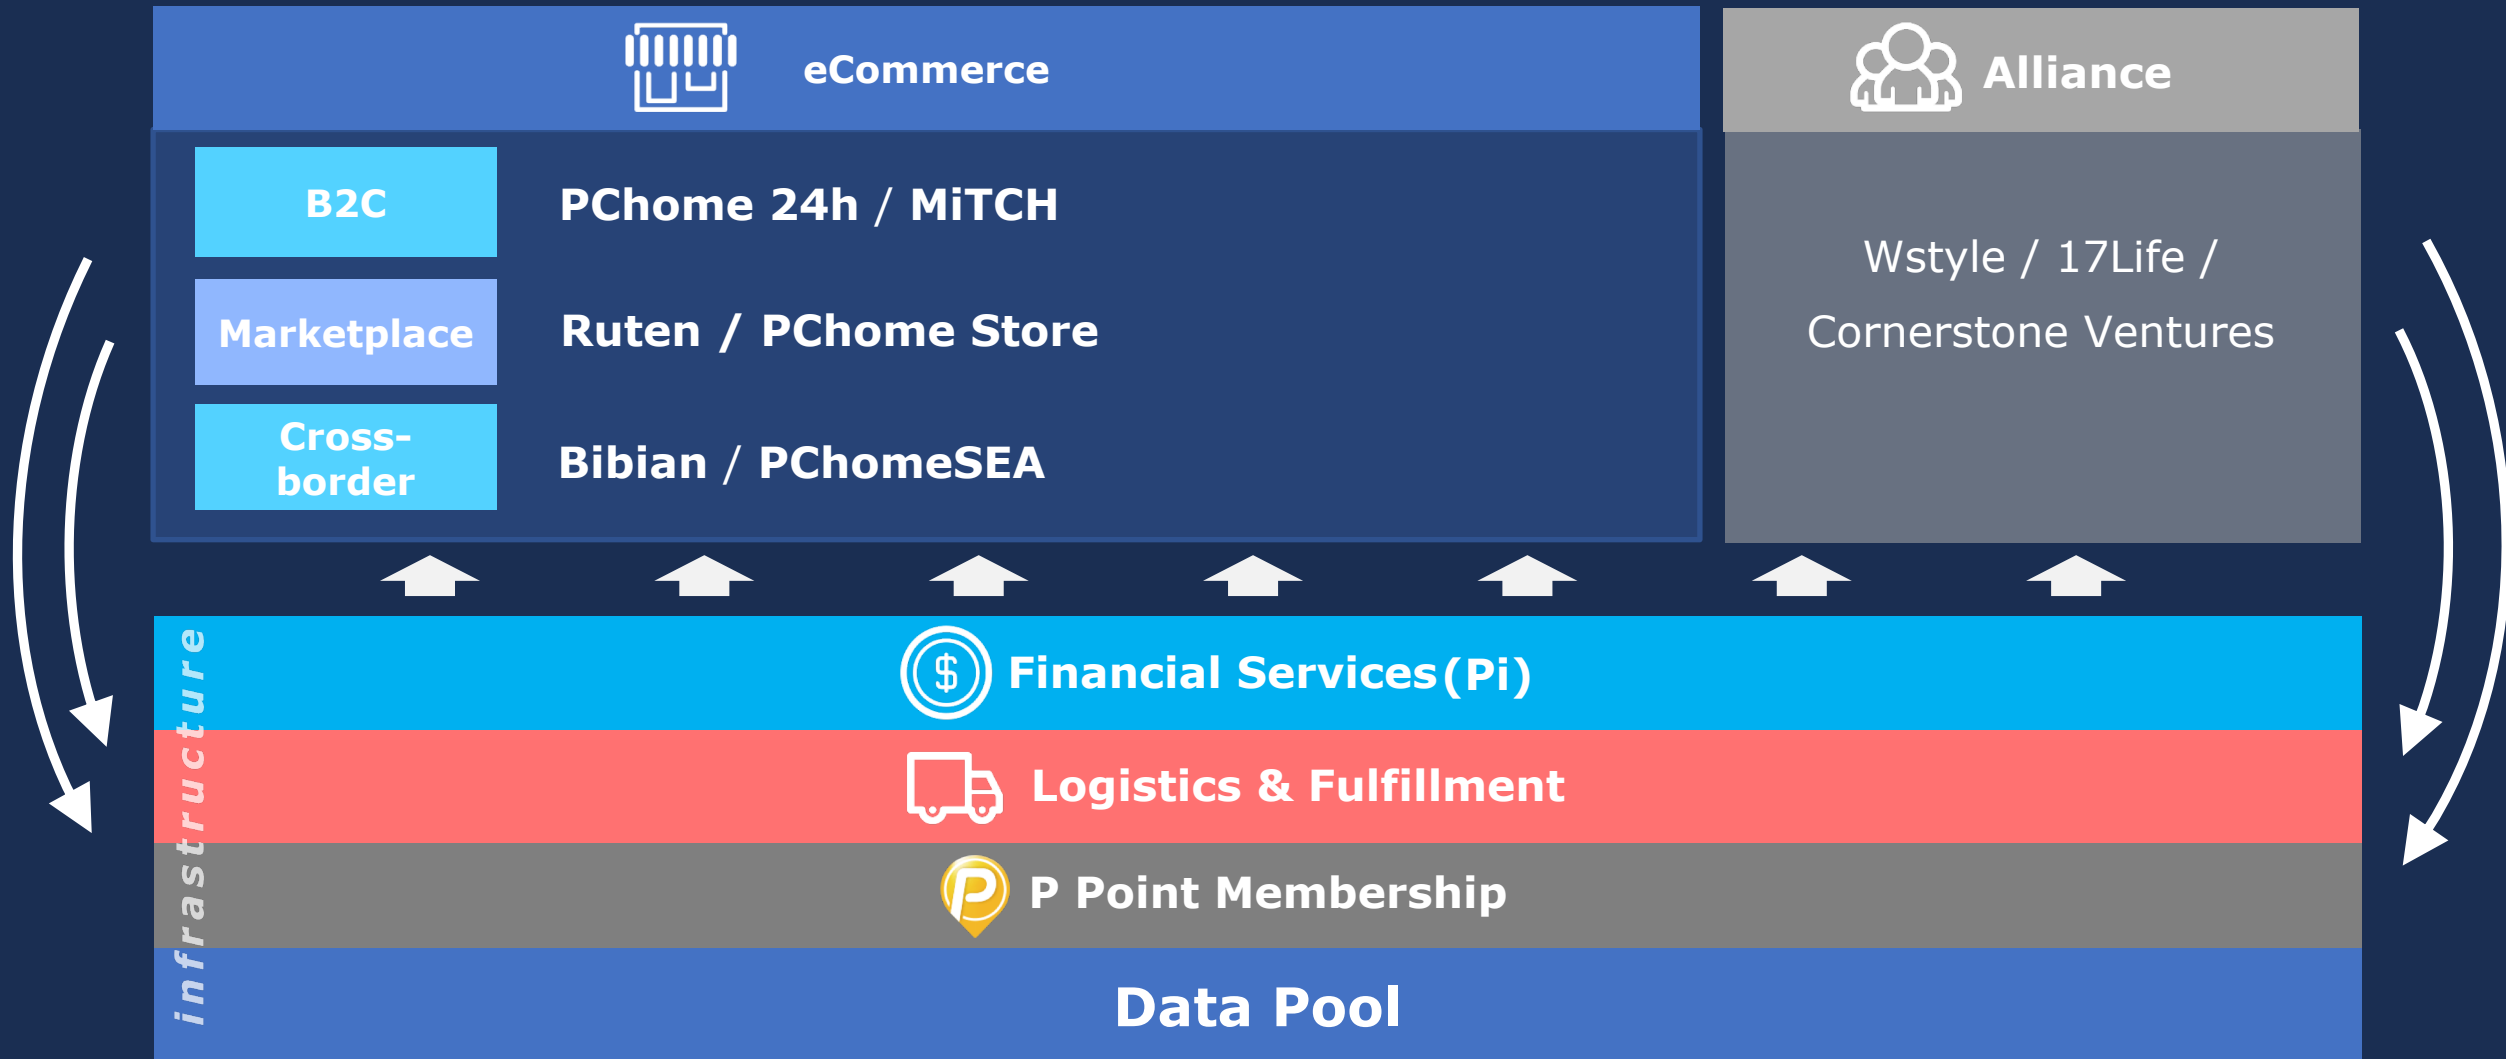 eCommerce
Alliance
B2C
PChome 24h / MiTCH
Marketplace
Ruten / PChome Store
Cross-
border
Bibian / PChomeSEA
Wstyle / 17Life /
Cornerstone Ventures
infrastructure
$
Financial Services(Pi)
Logistics & Fulfillment
P
P Point Membership
Data Pool